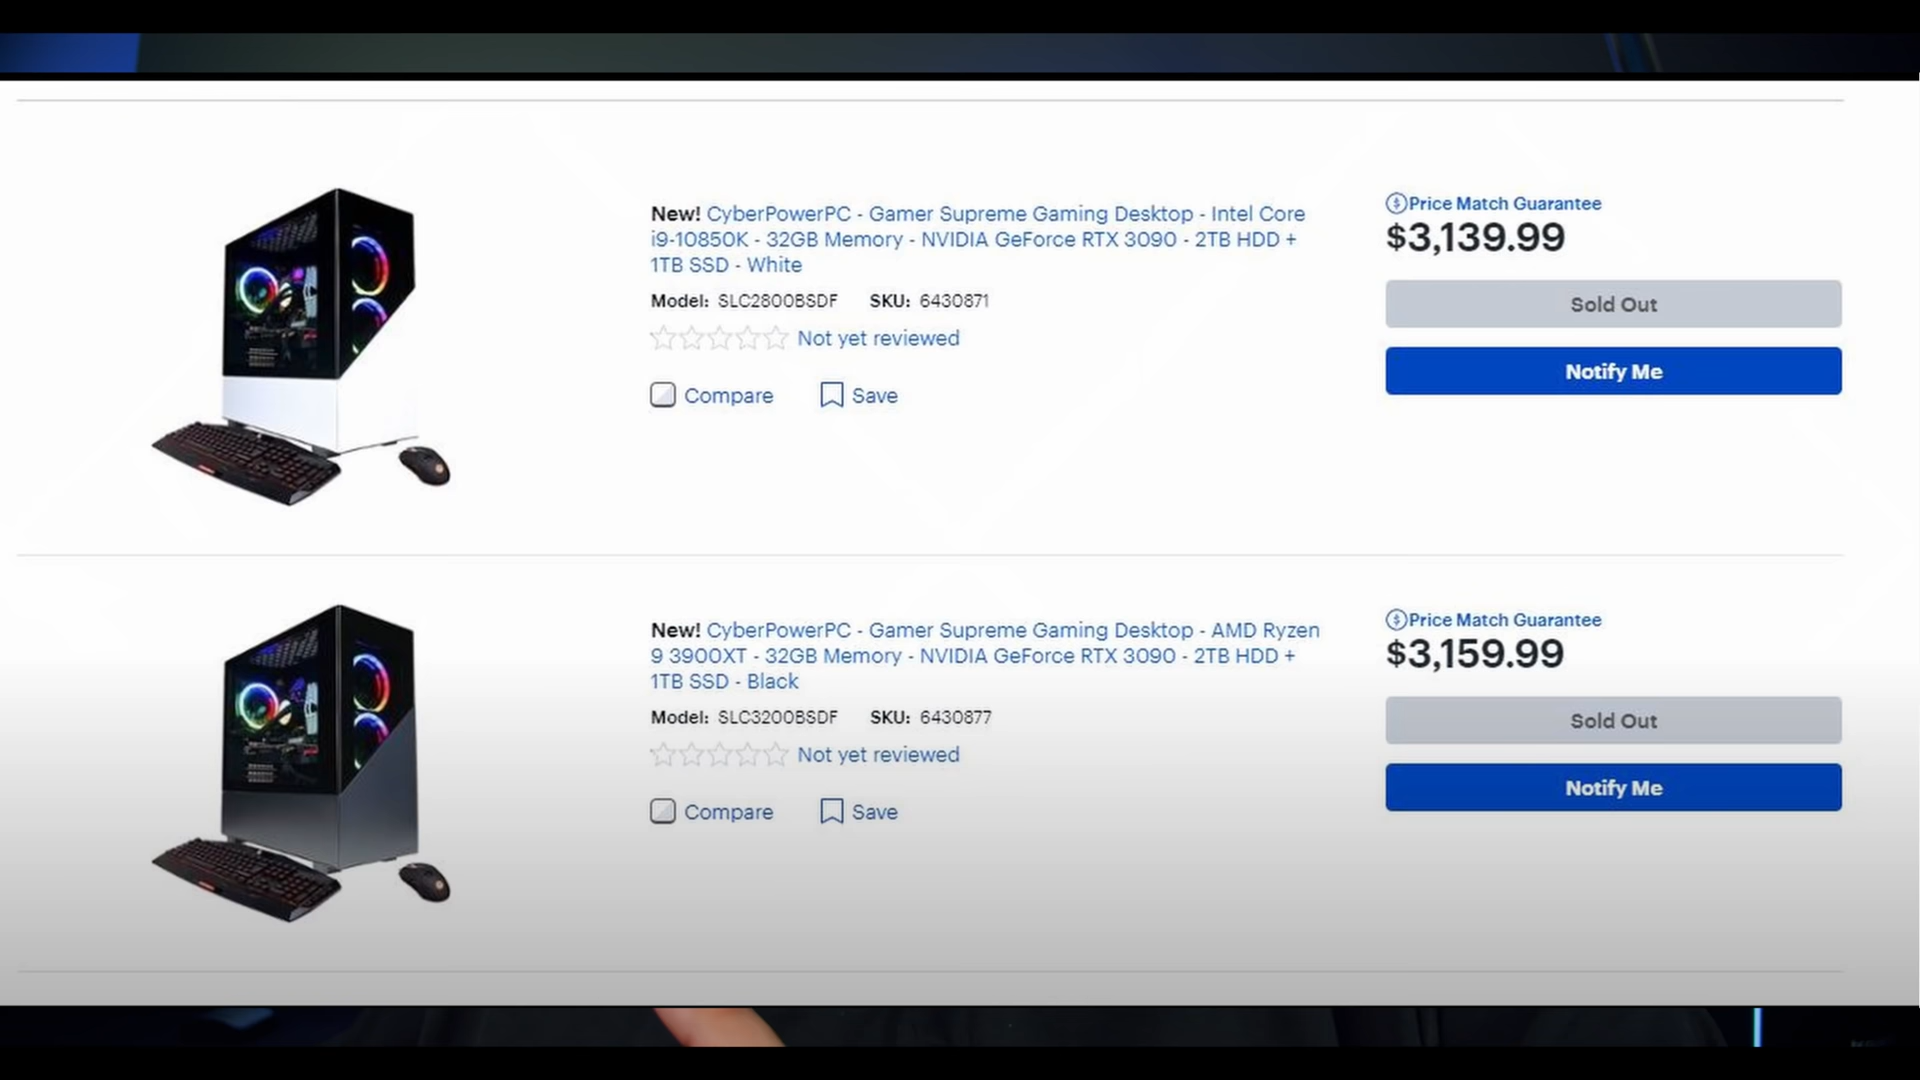 New! CyberPowerPC - Gamer Supreme Gaming Desktop - Intel Core
i9-10850K - 32GB Memory - NVIDIA GeForce RTX 3090 - 2TB HDD +
1TB SSD - White
Model: SLC2800BSDF SKU: 6430871
Not yet reviewed
Compare Save
Price Match Guarantee
$3,139.99
Sold Out
Notify Me
New! CyberPowerPC - Gamer Supreme Gaming Desktop - AMD Ryzen
9 3900XT - 32GB Memory - NVIDIA GeForce RTX 3090 - 2TB HDD +
1TB SSD - Black
Model: SLC3200BSDF SKU: 6430877
Not yet reviewed
Compare Save
Price Match Guarantee
$3,159.99
Sold Out
Notify Me